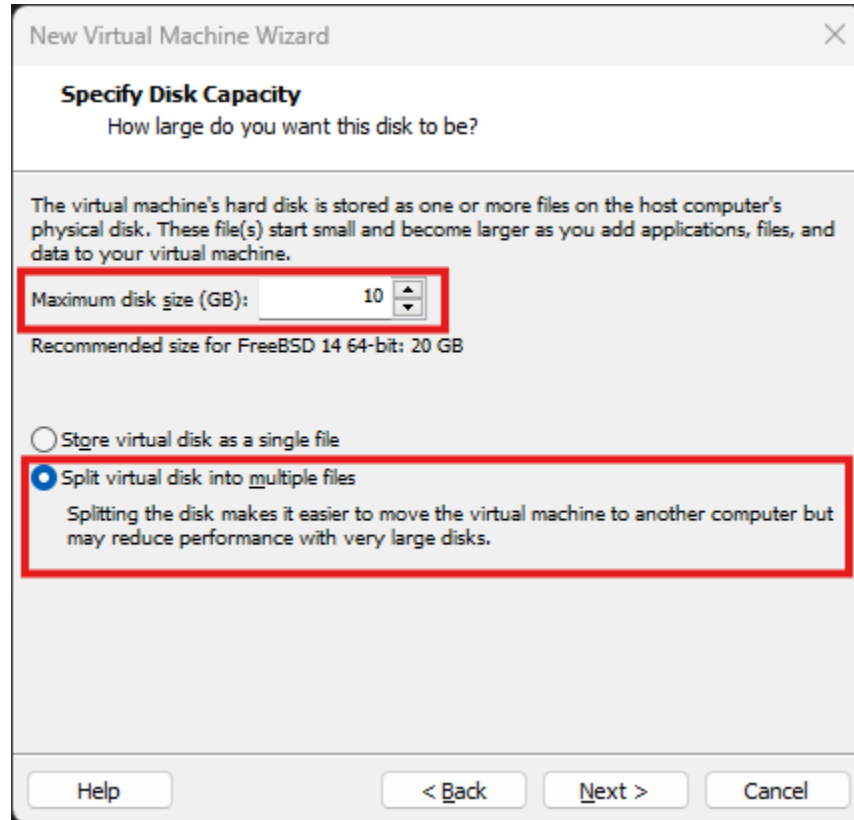 New Virtual Machine Wizard
Specify Disk Capacity
How large do you want this disk to be?
The virtual machine's hard disk is stored as one or more files on the host computer's
physical disk. These file(s) start small and become larger as you add applications, files, and
data to your virtual machine.
Maximum disk size (GB): 10
Recommended size for FreeBSD 14 64-bit: 20 GB
Store virtual disk as a single file
Split virtual disk into multiple files
Splitting the disk makes it easier to move the virtual machine to another computer but
may reduce performance with very large disks.
Help < Back Next > Cancel